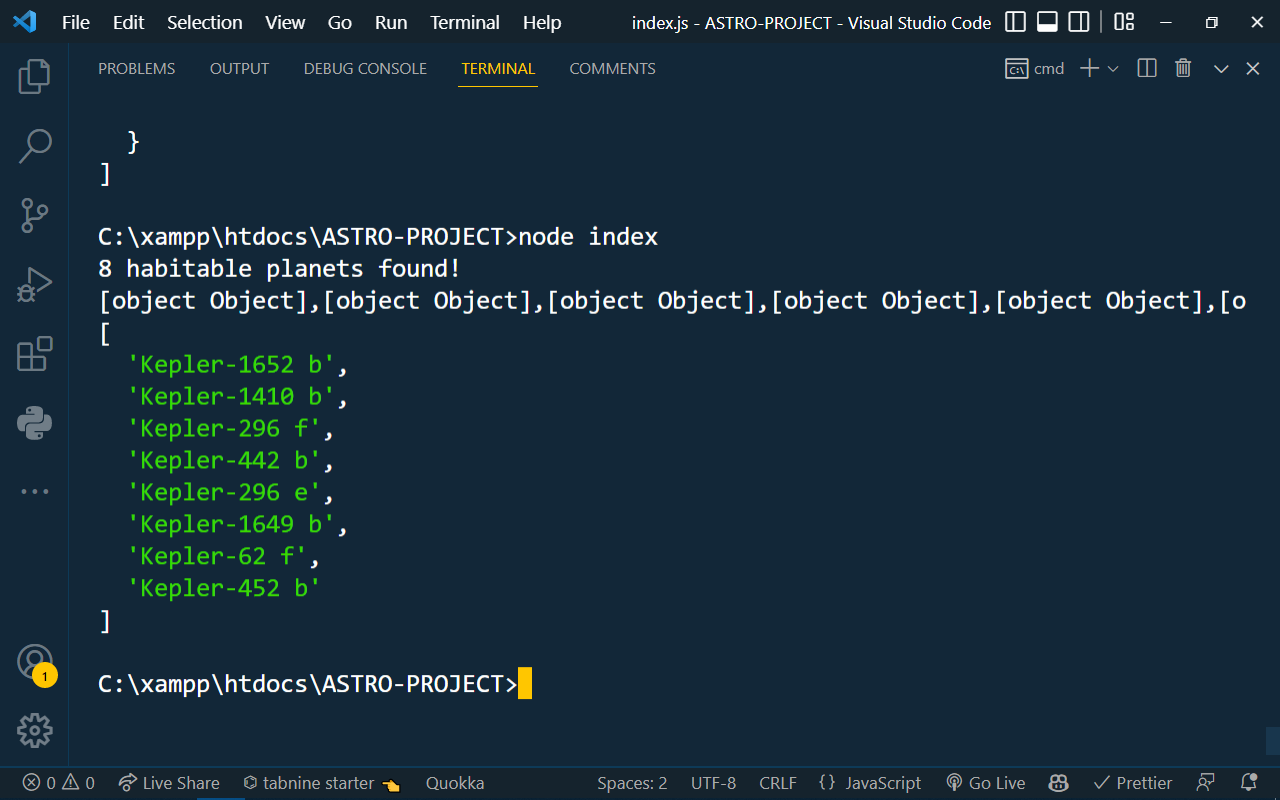 File Edit Selection View Go Run Terminal Help index.js - ASTRO-PROJECT - Visual Studio Code
PROBLEMS OUTPUT DEBUG CONSOLE TERMINAL COMMENTS cmd
}
]
C:\xampp\htdocs\ASTRO-PROJECT>node index
8 habitable planets found!
[object Object],[object Object],[object Object],[object Object],[object Object],[o
[
'Kepler-1652 b',
'Kepler-1410 b',
'Kepler-296 f',
'Kepler-442 b',
'Kepler-296 e',
'Kepler-1649 b',
'Kepler-62 f',
'Kepler-452 b'
]
C:\xampp\htdocs\ASTRO-PROJECT>
1
0 0 Live Share tabnine starter Quokka Spaces: 2 UTF-8 CRLF {} JavaScript Go Live Prettier